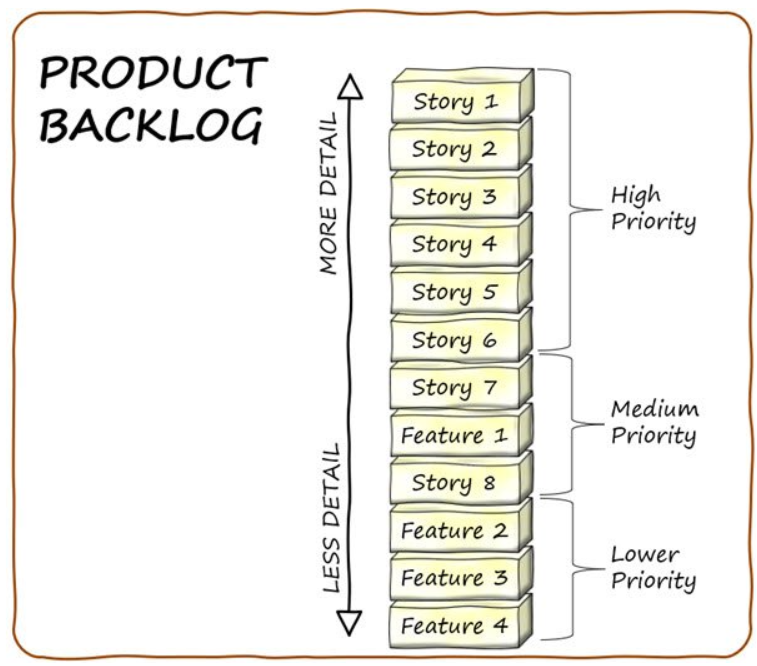 PRODUCT
BACKLOG
MORE DETAIL
LESS DETAIL
Story 1
Story 2
Story 3
Story 4
Story 5
Story 6
Story 7
Feature 1
Story 8
Feature 2
Feature 3
Feature 4
High
Priority
Medium
Priority
Lower
Priority